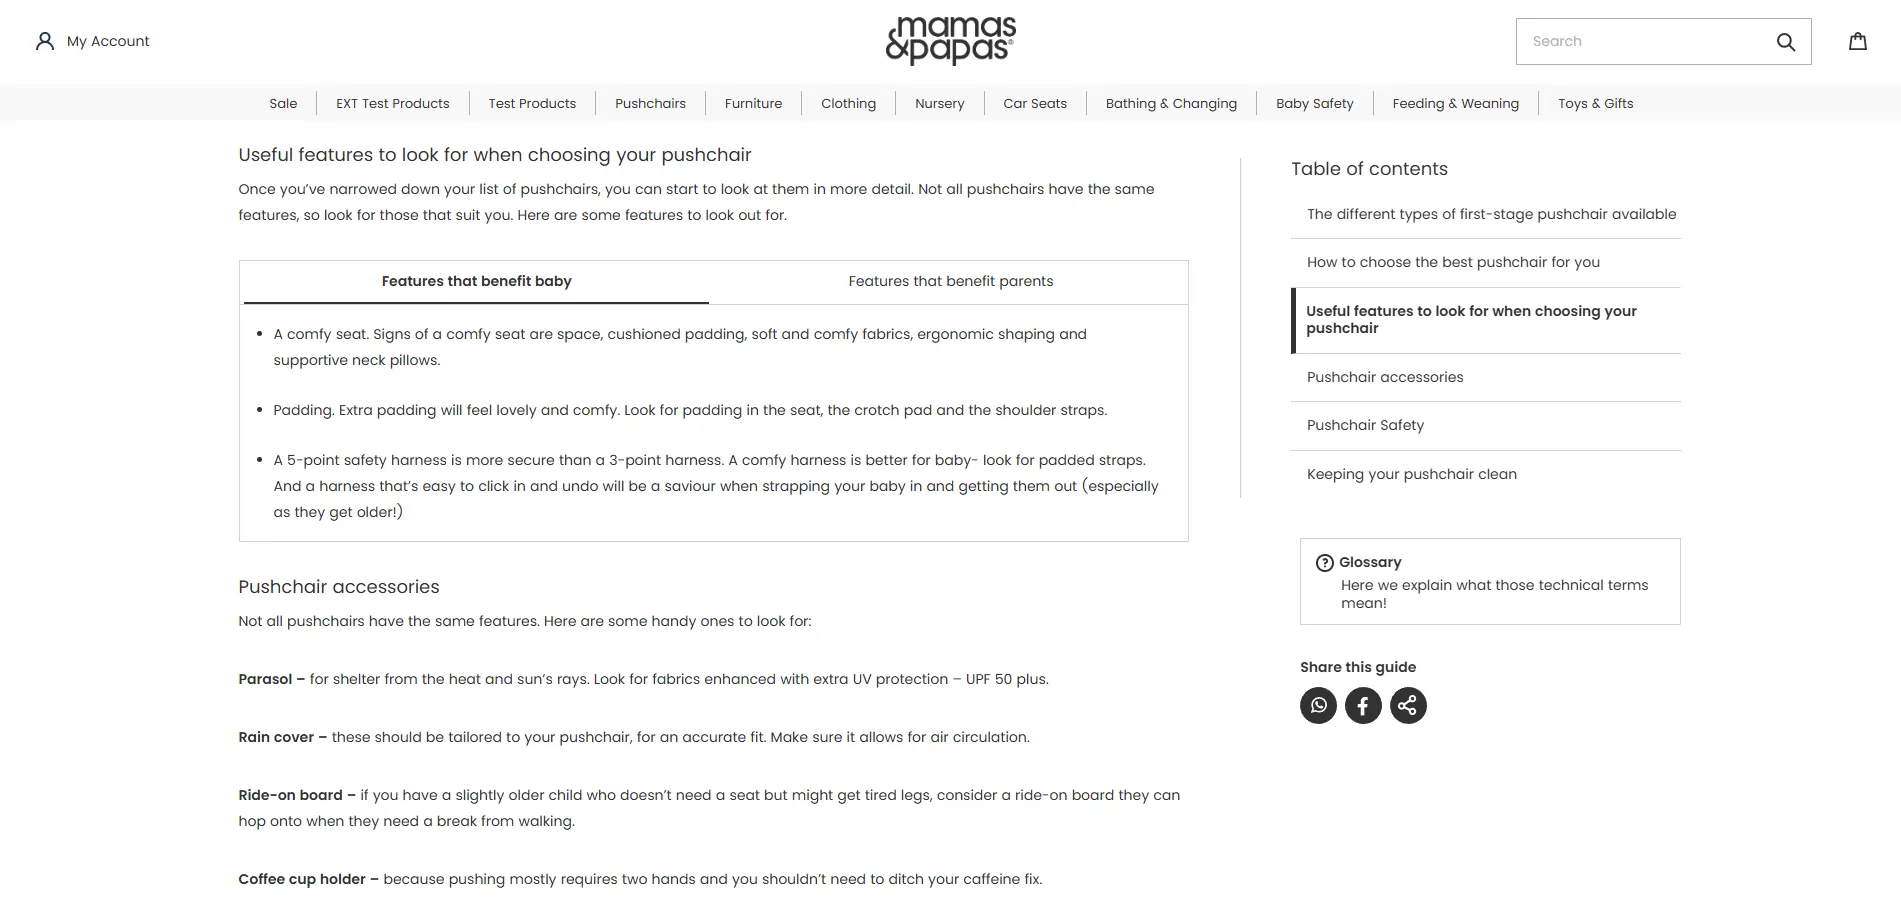 My Account
mamas
&papas
Search
Sale
EXT Test Products
Test Products
Pushchairs
Furniture
Clothing
Nursery
Car Seats
Bathing & Changing
Baby Safety
Feeding & Weaning
Toys & Gifts
Useful features to look for when choosing your pushchair
Once you’ve narrowed down your list of pushchairs, you can start to look at them in more detail. Not all pushchairs have the same
features, so look for those that suit you. Here are some features to look out for.
Features that benefit baby
Features that benefit parents
• A comfy seat. Signs of a comfy seat are space, cushioned padding, soft and comfy fabrics, ergonomic shaping and
supportive neck pillows.
• Padding. Extra padding will feel lovely and comfy. Look for padding in the seat, the crotch pad and the shoulder straps.
• A 5-point safety harness is more secure than a 3-point harness. A comfy harness is better for baby- look for padded straps.
And a harness that’s easy to click in and undo will be a saviour when strapping your baby in and getting them out (especially
as they get older!)
Pushchair accessories
Not all pushchairs have the same features. Here are some handy ones to look for:
Parasol – for shelter from the heat and sun’s rays. Look for fabrics enhanced with extra UV protection – UPF 50 plus.
Rain cover – these should be tailored to your pushchair, for an accurate fit. Make sure it allows for air circulation.
Ride-on board – if you have a slightly older child who doesn’t need a seat but might get tired legs, consider a ride-on board they can
hop onto when they need a break from walking.
Coffee cup holder – because pushing mostly requires two hands and you shouldn’t need to ditch your caffeine fix.
Table of contents
The different types of first-stage pushchair available
How to choose the best pushchair for you
Useful features to look for when choosing your
pushchair
Pushchair accessories
Pushchair Safety
Keeping your pushchair clean
Glossary
Here we explain what those technical terms
mean!
Share this guide